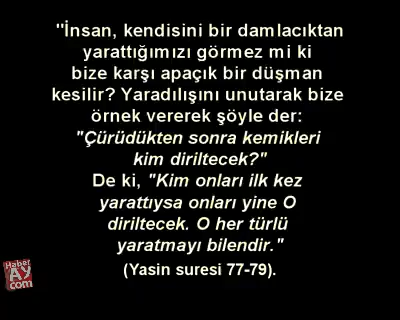 "İnsan, kendisini bir damlacıktan
yarattığımızı görmez mi ki
bize karşı apaçık bir düşman
kesilir? Yaradılışını unutarak bize
örnek vererek şöyle der:
"Çürüdükten sonra kemikleri
kim diriltecek?"
De ki, "Kim onları ilk kez
yarattıysa onları yine O
diriltecek. O her türlü
yaratmayı bilendir."
(Yasin suresi 77-79).
Haber
AY
com